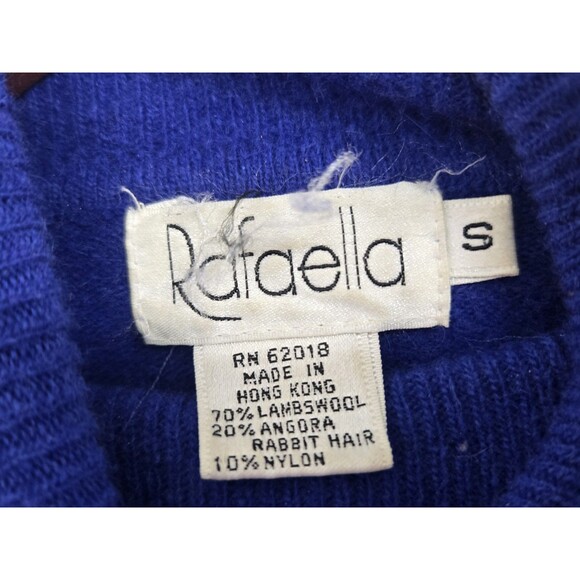 Rafaella
S
RN 62018
MADE IN
HONG KONG
70% LAMBSWOOL
20% ANGORA
RABBIT HAIR
10% NYLON